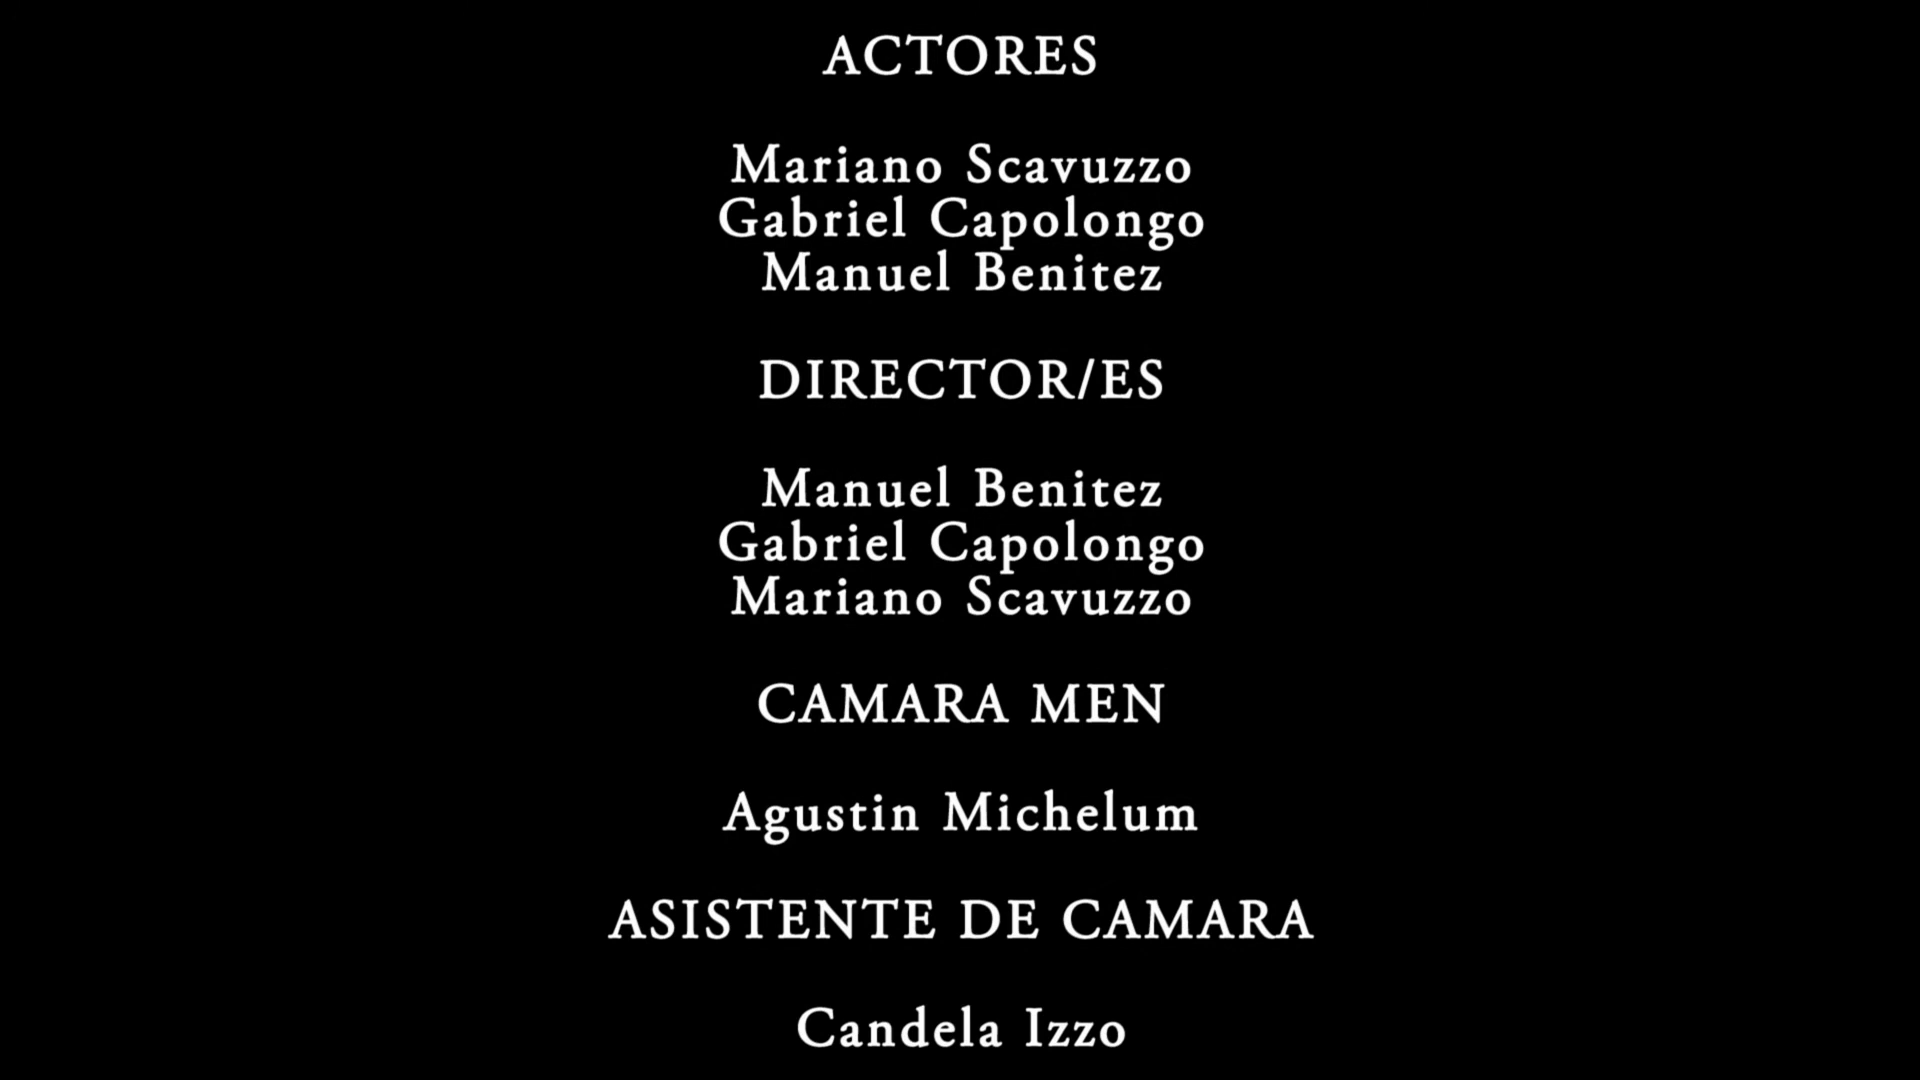 ACTORES
Mariano Scavuzzo
Gabriel Capolongo
Manuel Benitez
DIRECTOR/ES
Manuel Benitez
Gabriel Capolongo
Mariano Scavuzzo
CAMARA MEN
Agustin Michelum
ASISTENTE DE CAMARA
Candela Izzo